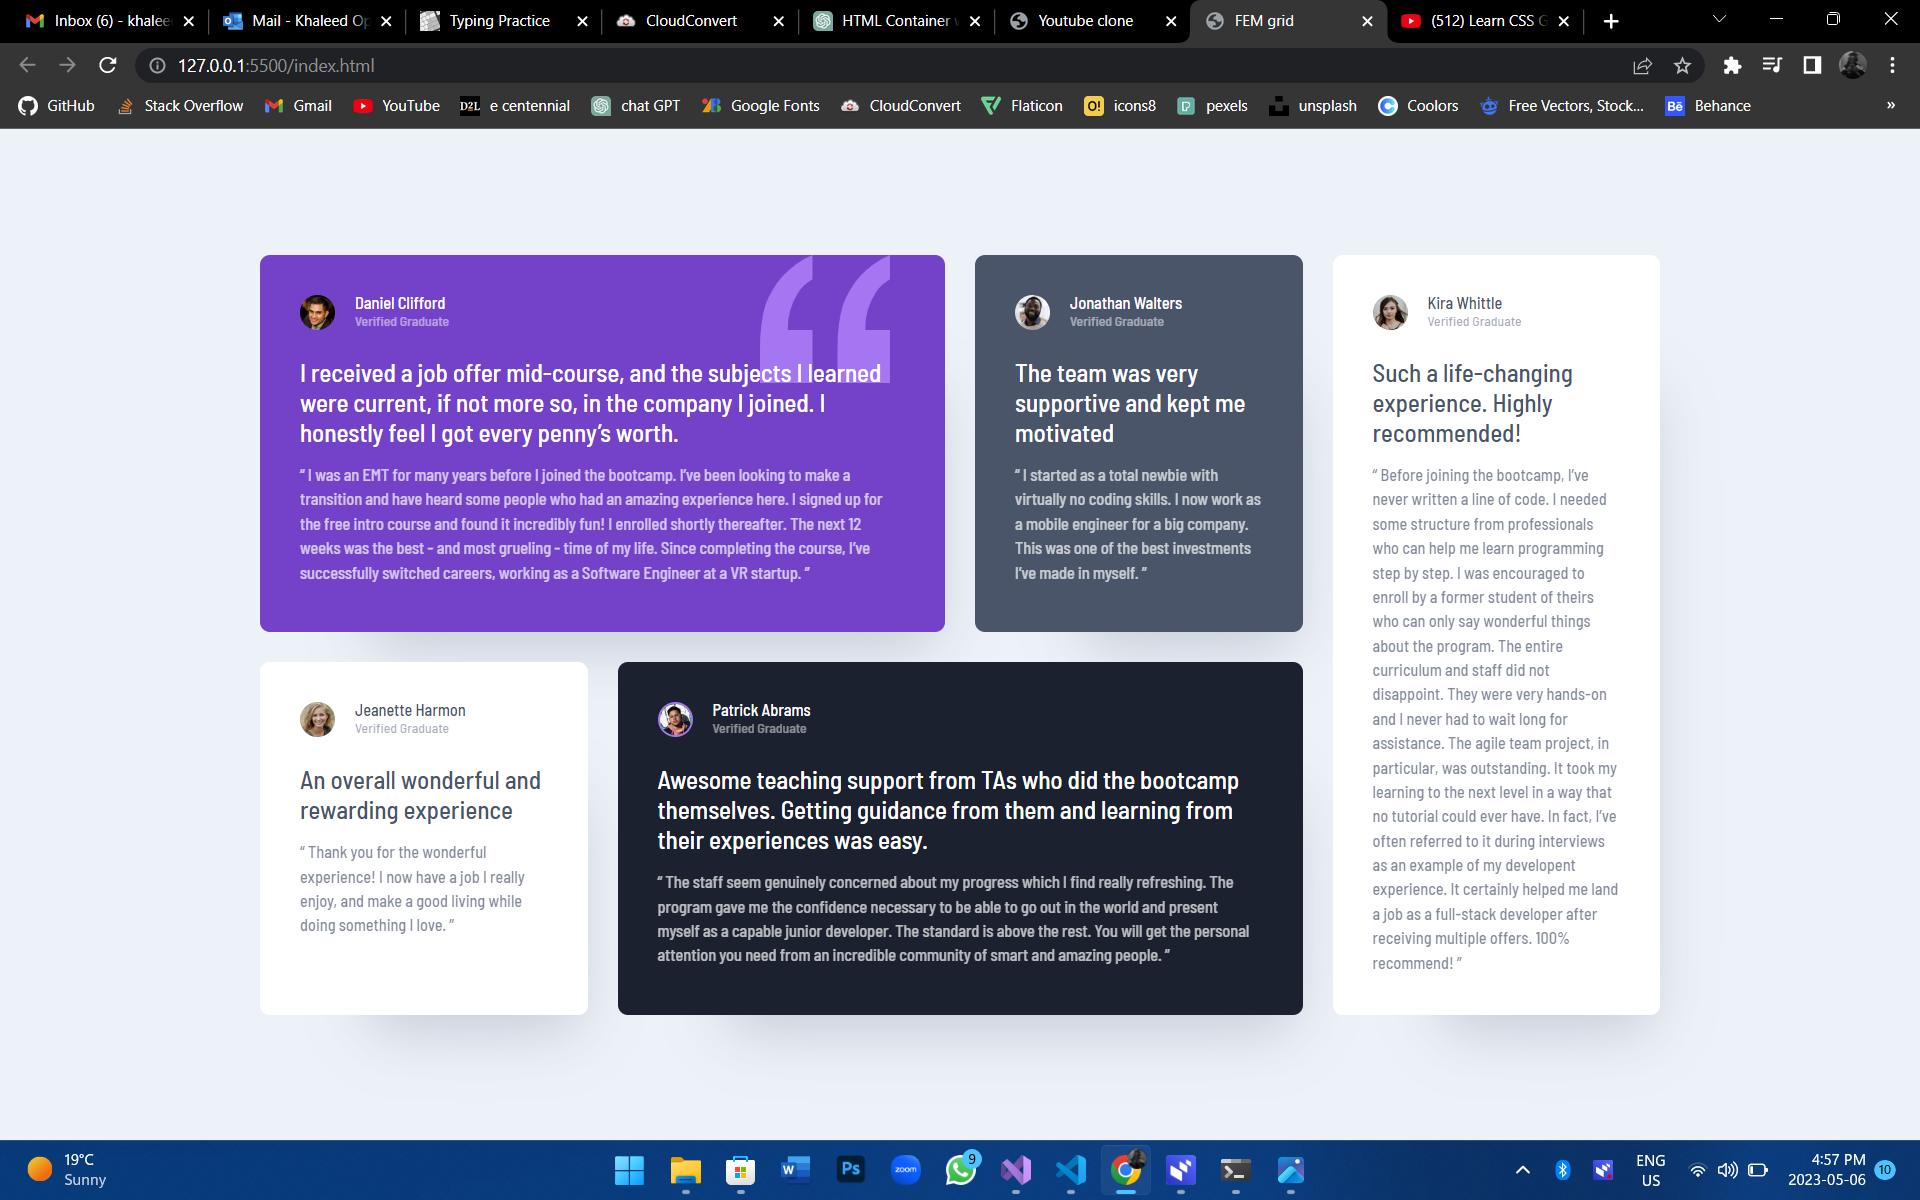 Inbox (6) - khalee
Mail - Khaleed Op
Typing Practice
CloudConvert
HTML Container
Youtube clone
FEM grid
(512) Learn CSS G
127.0.0.1:5500/index.html
GitHub
Stack Overflow
Gmail
YouTube
D2L
e centennial
chat GPT
Google Fonts
CloudConvert
Flaticon
O!
icons8
pexels
unsplash
Coolors
Free Vectors, Stock...
Bē
Behance
»
Daniel Clifford
Verified Graduate
I received a job offer mid-course, and the subjects I learned
were current, if not more so, in the company I joined. I
honestly feel I got every penny’s worth.
“ I was an EMT for many years before I joined the bootcamp. I’ve been looking to make a
transition and have heard some people who had an amazing experience here. I signed up for
the free intro course and found it incredibly fun! I enrolled shortly thereafter. The next 12
weeks was the best - and most grueling - time of my life. Since completing the course, I’ve
successfully switched careers, working as a Software Engineer at a VR startup. ”
Jonathan Walters
Verified Graduate
The team was very
supportive and kept me
motivated
“ I started as a total newbie with
virtually no coding skills. I now work as
a mobile engineer for a big company.
This was one of the best investments
I’ve made in myself. ”
Kira Whittle
Verified Graduate
Such a life-changing
experience. Highly
recommended!
“ Before joining the bootcamp, I’ve
never written a line of code. I needed
some structure from professionals
who can help me learn programming
step by step. I was encouraged to
enroll by a former student of theirs
who can only say wonderful things
about the program. The entire
curriculum and staff did not
disappoint. They were very hands-on
and I never had to wait long for
assistance. The agile team project, in
particular, was outstanding. It took my
learning to the next level in a way that
no tutorial could ever have. In fact, I’ve
often referred to it during interviews
as an example of my developent
experience. It certainly helped me land
a job as a full-stack developer after
receiving multiple offers. 100%
recommend! ”
Jeanette Harmon
Verified Graduate
An overall wonderful and
rewarding experience
“ Thank you for the wonderful
experience! I now have a job I really
enjoy, and make a good living while
doing something I love. ”
Patrick Abrams
Verified Graduate
Awesome teaching support from TAs who did the bootcamp
themselves. Getting guidance from them and learning from
their experiences was easy.
“ The staff seem genuinely concerned about my progress which I find really refreshing. The
program gave me the confidence necessary to be able to go out in the world and present
myself as a capable junior developer. The standard is above the rest. You will get the personal
attention you need from an incredible community of smart and amazing people. ”
19°C
Sunny
W
Ps
zoom
9
ENG
US
4:57 PM
2023-05-06
10